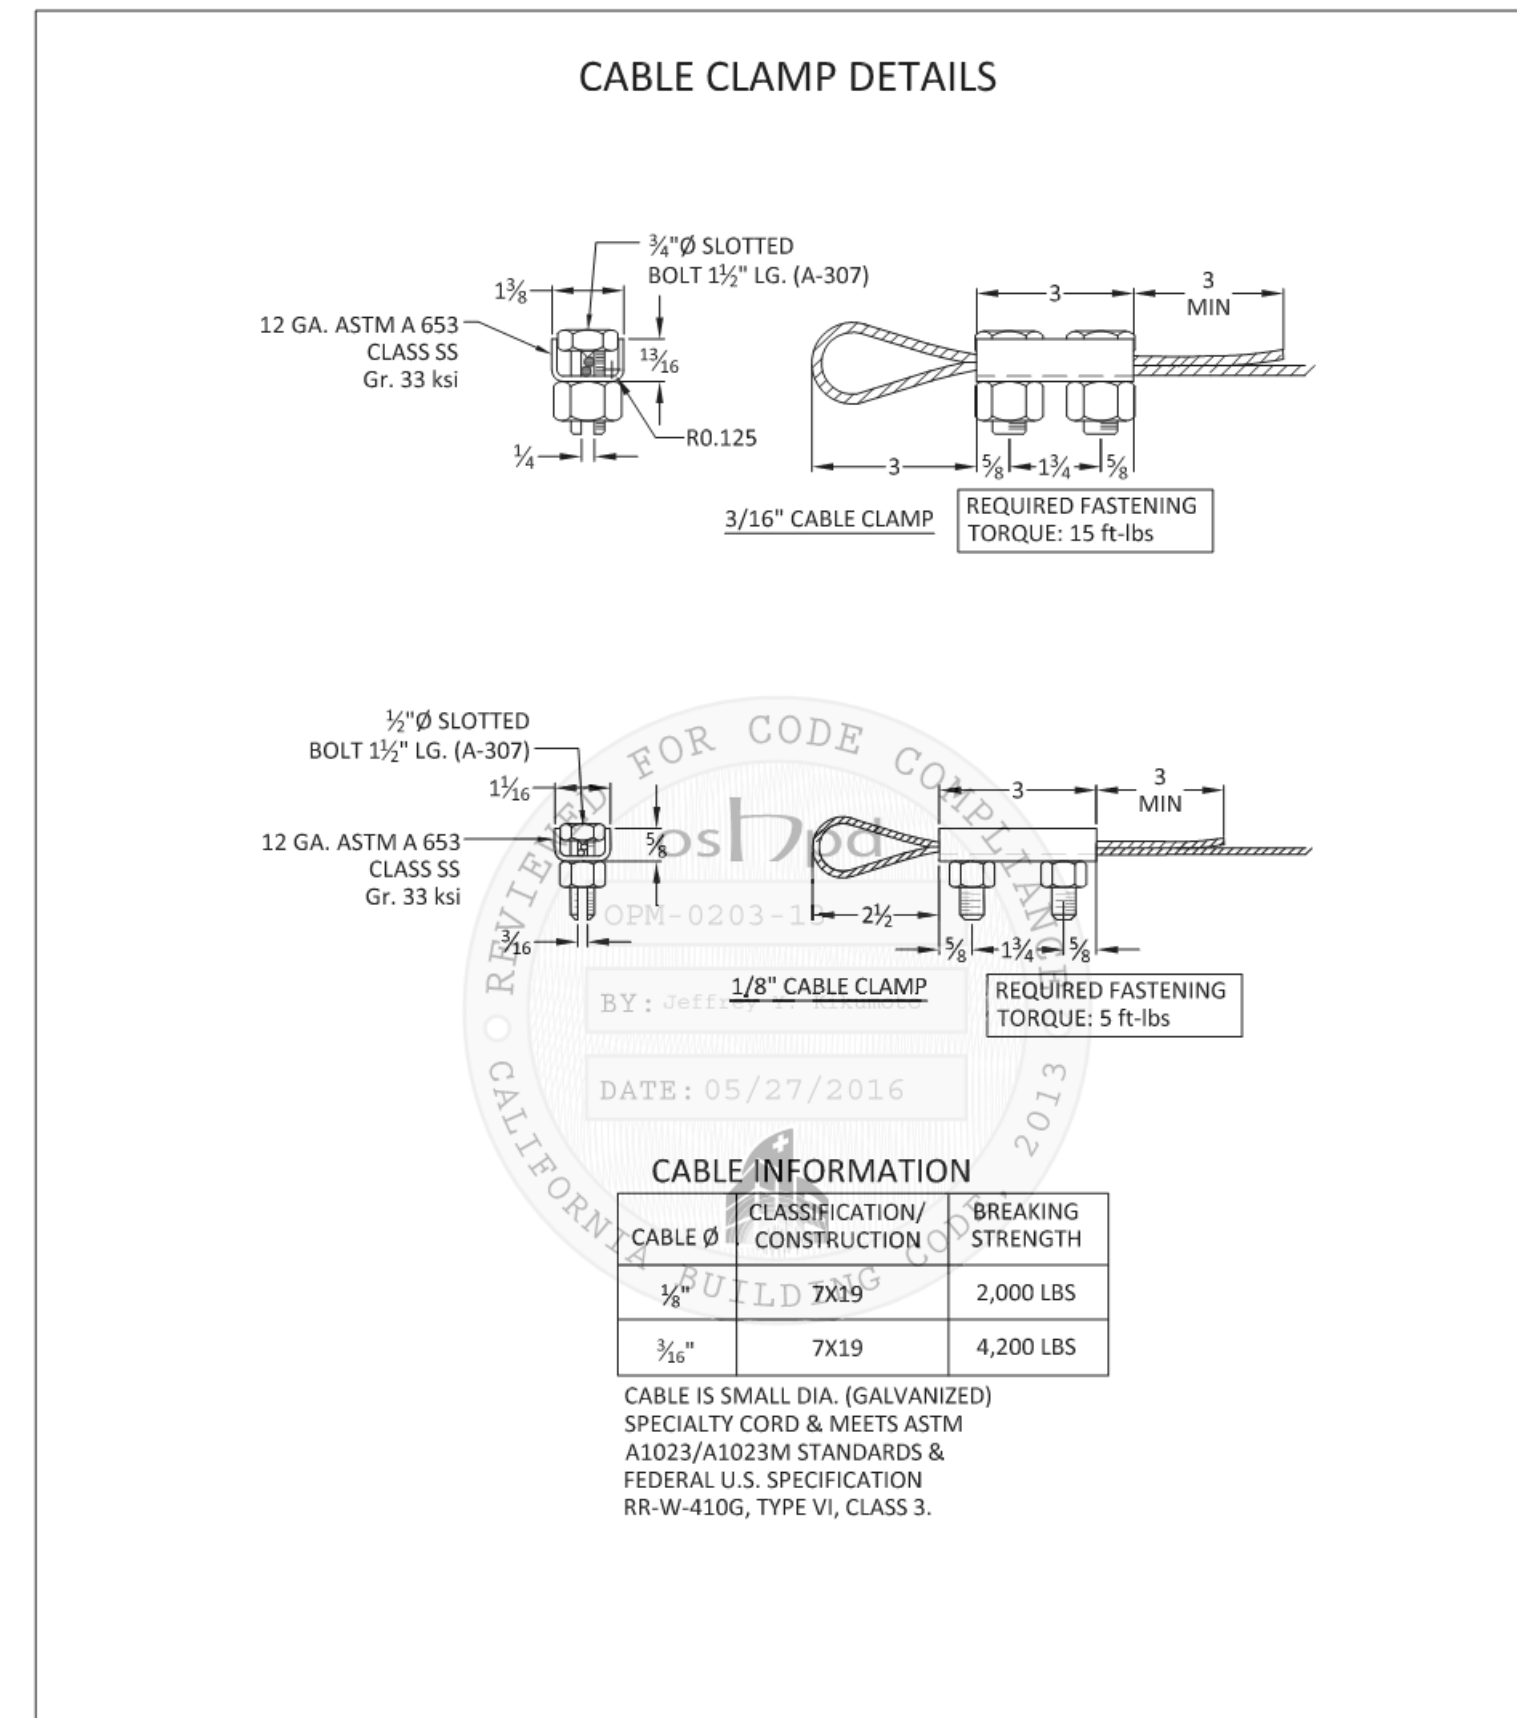 CABLE CLAMP DETAILS
¾"Ø SLOTTED
BOLT 1½" LG. (A-307)
1⅜
12 GA. ASTM A 653
CLASS SS
Gr. 33 ksi
13/16
R0.125
¼
3
3
MIN
3
⅝
1¾
⅝
3/16" CABLE CLAMP
REQUIRED FASTENING
TORQUE: 15 ft-lbs
½"Ø SLOTTED
BOLT 1½" LG. (A-307)
1 1/16
12 GA. ASTM A 653
CLASS SS
Gr. 33 ksi
⅝
3/16
3
3
MIN
2½
⅝
1¾
⅝
1/8" CABLE CLAMP
REQUIRED FASTENING
TORQUE: 5 ft-lbs
REVIEWED FOR CODE COMPLIANCE
oshpd
OPM-0203-13
BY: Jeffrey Y. Kikumoto
DATE: 05/27/2016
CALIFORNIA BUILDING CODE, 2013
CABLE INFORMATION
CABLE Ø CLASSIFICATION/ CONSTRUCTION BREAKING STRENGTH
⅛" 7X19 2,000 LBS
3/16" 7X19 4,200 LBS
CABLE IS SMALL DIA. (GALVANIZED)
SPECIALTY CORD & MEETS ASTM
A1023/A1023M STANDARDS &
FEDERAL U.S. SPECIFICATION
RR-W-410G, TYPE VI, CLASS 3.